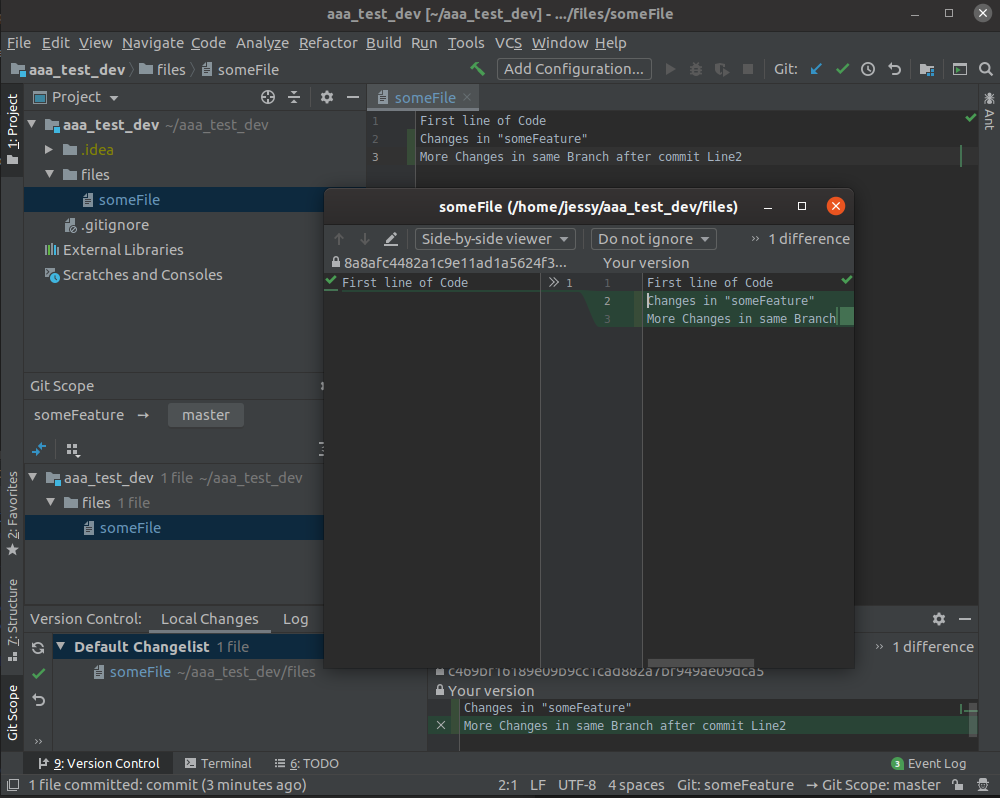 aaa_test_dev [~/aaa_test_dev] - .../files/someFile
File Edit View Navigate Code Analyze Refactor Build Run Tools VCS Window Help
aaa_test_dev files someFile Add Configuration... Git:
1: Project
Project
aaa_test_dev ~/aaa_test_dev
.idea
files
someFile
.gitignore
External Libraries
Scratches and Consoles
someFile
1 First line of Code
2 Changes in "someFeature"
3 More Changes in same Branch after commit Line2
Ant
someFile (/home/jessy/aaa_test_dev/files)
Side-by-side viewer Do not ignore 1 difference
8a8afc4482a1c9e11ad1a5624f3... Your version
First line of Code 1 1 First line of Code
2 Changes in "someFeature"
3 More Changes in same Branch
Git Scope
someFeature → master
aaa_test_dev 1 file ~/aaa_test_dev
files 1 file
someFile
2: Favorites
7: Structure
Git Scope
Version Control: Local Changes Log
Default Changelist 1 file
someFile ~/aaa_test_dev/files
1 difference
c469bf16189e09b9cc1cad882a7bf949ae09dca5
Your version
Changes in "someFeature"
More Changes in same Branch after commit Line2
9: Version Control Terminal 6: TODO 3 Event Log
1 file committed: commit (3 minutes ago) 2:1 LF UTF-8 4 spaces Git: someFeature → Git Scope: master